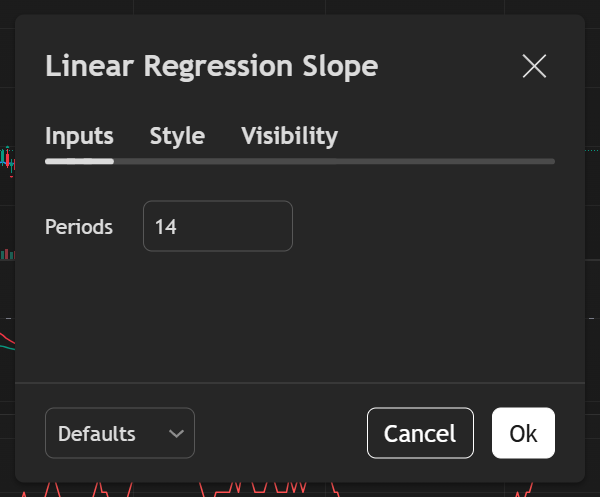 Linear Regression Slope
Inputs Style Visibility
Periods 14
Defaults Cancel Ok